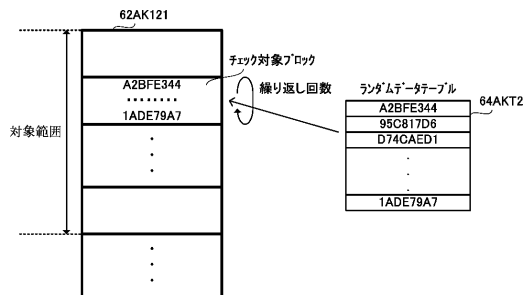 62AK121
A2BFE344
1ADE79A7
チェック対象ブロック
繰り返し回数
対象範囲
ランダムデータテーブル
64AKT2
A2BFE344
95C817D6
D74CAED1
1ADE79A7